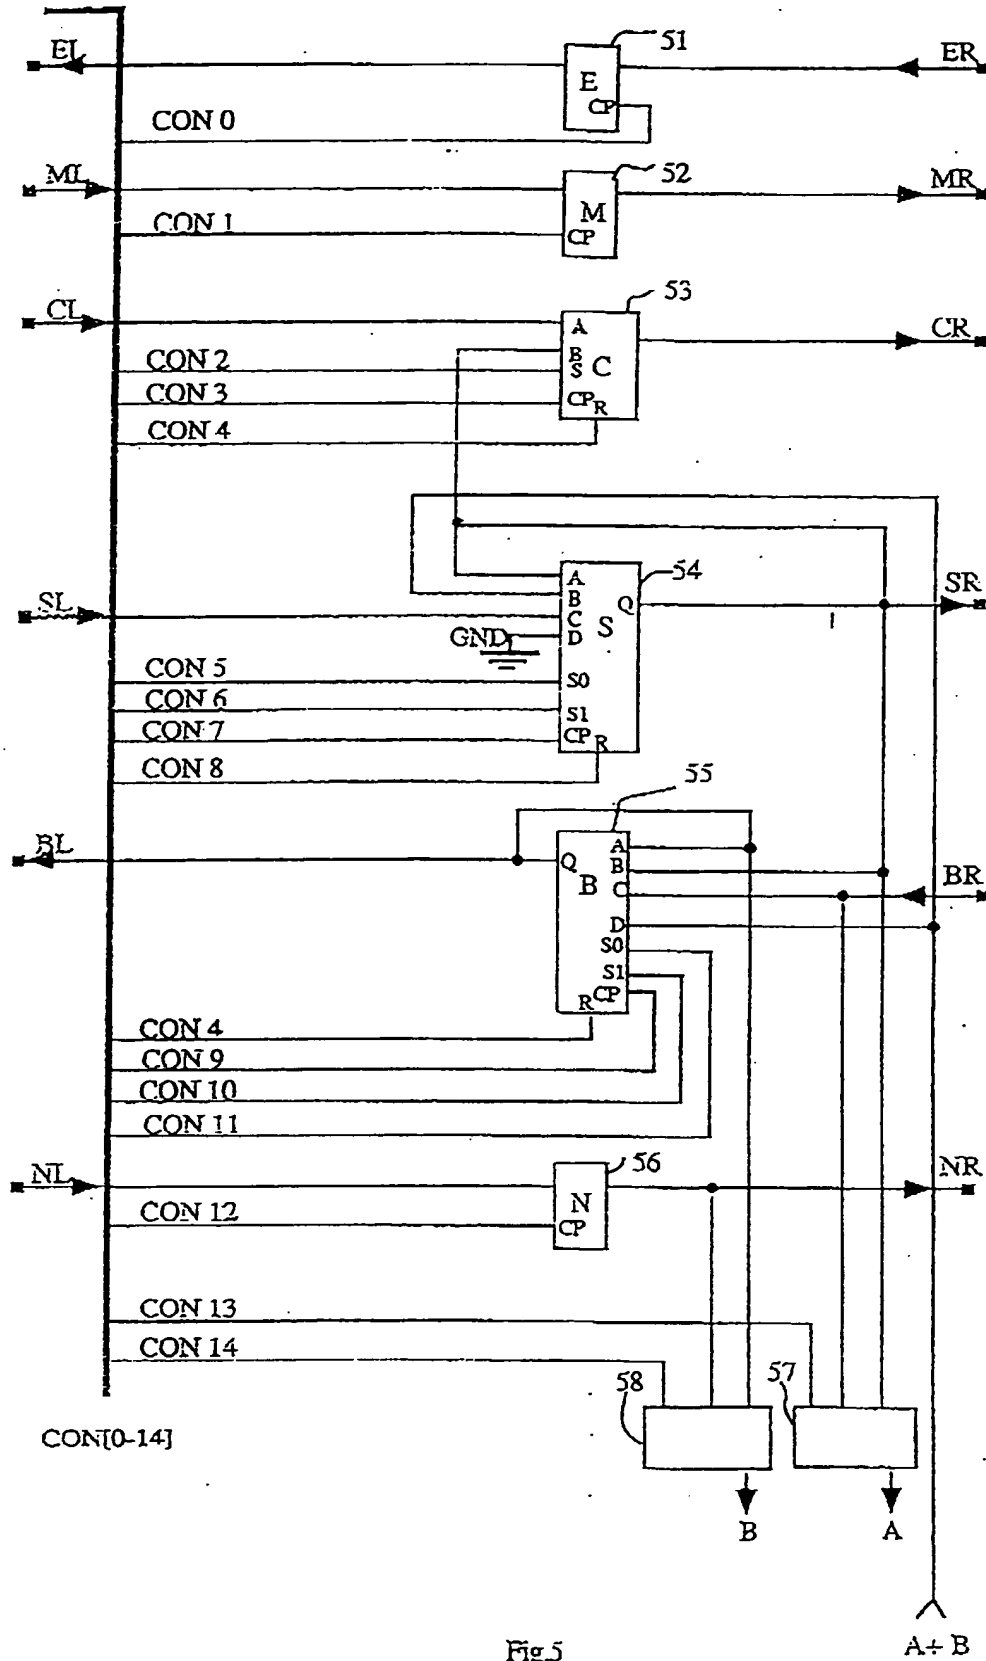 51
EL
ER
E
CP
CON 0
52
ML
MR
M
CON 1
CP
53
CL
CR
A
B
CON 2
S
C
CON 3
CP
R
CON 4
54
A
B
SL
Q
SR
C
S
GND
D
CON 5
S0
CON 6
S1
CON 7
CP
R
CON 8
55
BL
A
Q
B
B
C
BR
D
S0
S1
CP
R
CON 4
CON 9
CON 10
CON 11
56
NL
NR
N
CON 12
CP
CON 13
CON 14
58
57
CON[0-14]
B
A
Fig.5
A+B